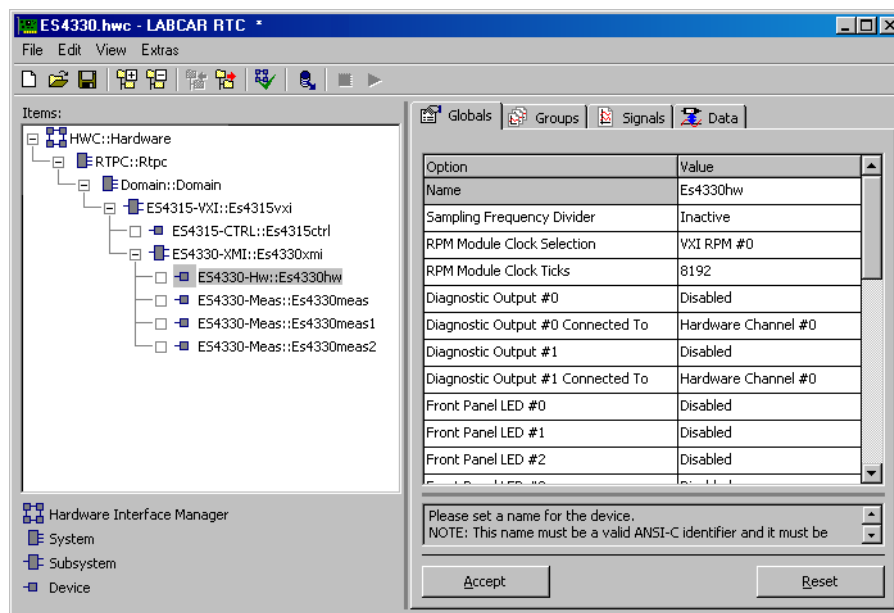 ES4330.hwc - LABCAR RTC *
File Edit View Extras
Items:
HWC::Hardware
RTPC::Rtpc
Domain::Domain
ES4315-VXI::Es4315vxi
ES4315-CTRL::Es4315ctrl
ES4330-XMI::Es4330xmi
ES4330-Hw::Es4330hw
ES4330-Meas::Es4330meas
ES4330-Meas::Es4330meas1
ES4330-Meas::Es4330meas2
Hardware Interface Manager
System
Subsystem
Device
Globals Groups Signals Data
Option Value
Name Es4330hw
Sampling Frequency Divider Inactive
RPM Module Clock Selection VXI RPM #0
RPM Module Clock Ticks 8192
Diagnostic Output #0 Disabled
Diagnostic Output #0 Connected To Hardware Channel #0
Diagnostic Output #1 Disabled
Diagnostic Output #1 Connected To Hardware Channel #0
Front Panel LED #0 Disabled
Front Panel LED #1 Disabled
Front Panel LED #2 Disabled
Please set a name for the device.
NOTE: This name must be a valid ANSI-C identifier and it must be
Accept Reset